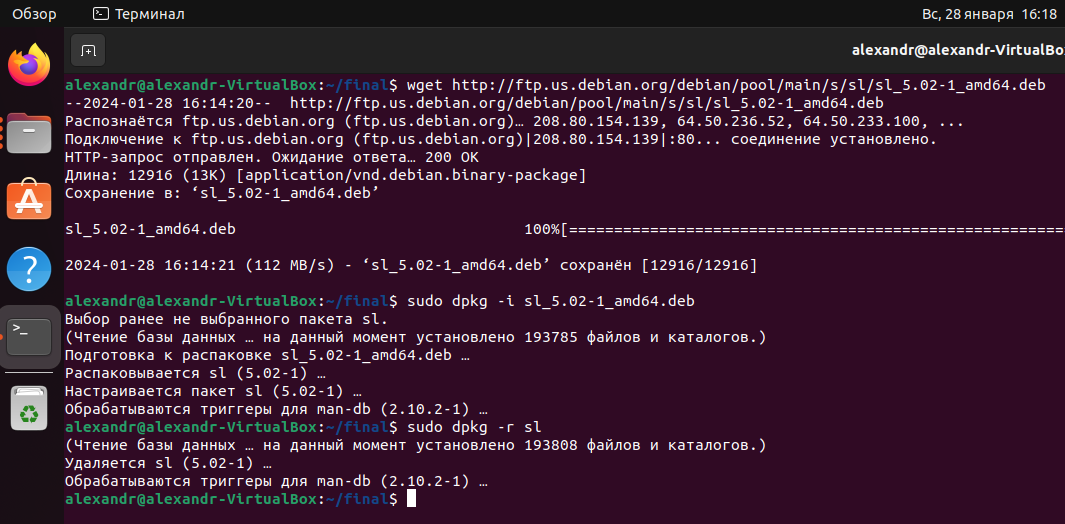 Обзор Терминал Вс, 28 января 16:18
alexandr@alexandr-VirtualBo
alexandr@alexandr-VirtualBox:~/final$ wget http://ftp.us.debian.org/debian/pool/main/s/sl/sl_5.02-1_amd64.deb
--2024-01-28 16:14:20-- http://ftp.us.debian.org/debian/pool/main/s/sl/sl_5.02-1_amd64.deb
Распознаётся ftp.us.debian.org (ftp.us.debian.org)… 208.80.154.139, 64.50.236.52, 64.50.233.100, ...
Подключение к ftp.us.debian.org (ftp.us.debian.org)|208.80.154.139|:80... соединение установлено.
HTTP-запрос отправлен. Ожидание ответа… 200 OK
Длина: 12916 (13K) [application/vnd.debian.binary-package]
Сохранение в: ‘sl_5.02-1_amd64.deb’
sl_5.02-1_amd64.deb 100%[=======================================================
2024-01-28 16:14:21 (112 MB/s) - ‘sl_5.02-1_amd64.deb’ сохранён [12916/12916]
alexandr@alexandr-VirtualBox:~/final$ sudo dpkg -i sl_5.02-1_amd64.deb
Выбор ранее не выбранного пакета sl.
(Чтение базы данных … на данный момент установлено 193785 файлов и каталогов.)
Подготовка к распаковке sl_5.02-1_amd64.deb …
Распаковывается sl (5.02-1) …
Настраивается пакет sl (5.02-1) …
Обрабатываются триггеры для man-db (2.10.2-1) …
alexandr@alexandr-VirtualBox:~/final$ sudo dpkg -r sl
(Чтение базы данных … на данный момент установлено 193808 файлов и каталогов.)
Удаляется sl (5.02-1) …
Обрабатываются триггеры для man-db (2.10.2-1) …
alexandr@alexandr-VirtualBox:~/final$